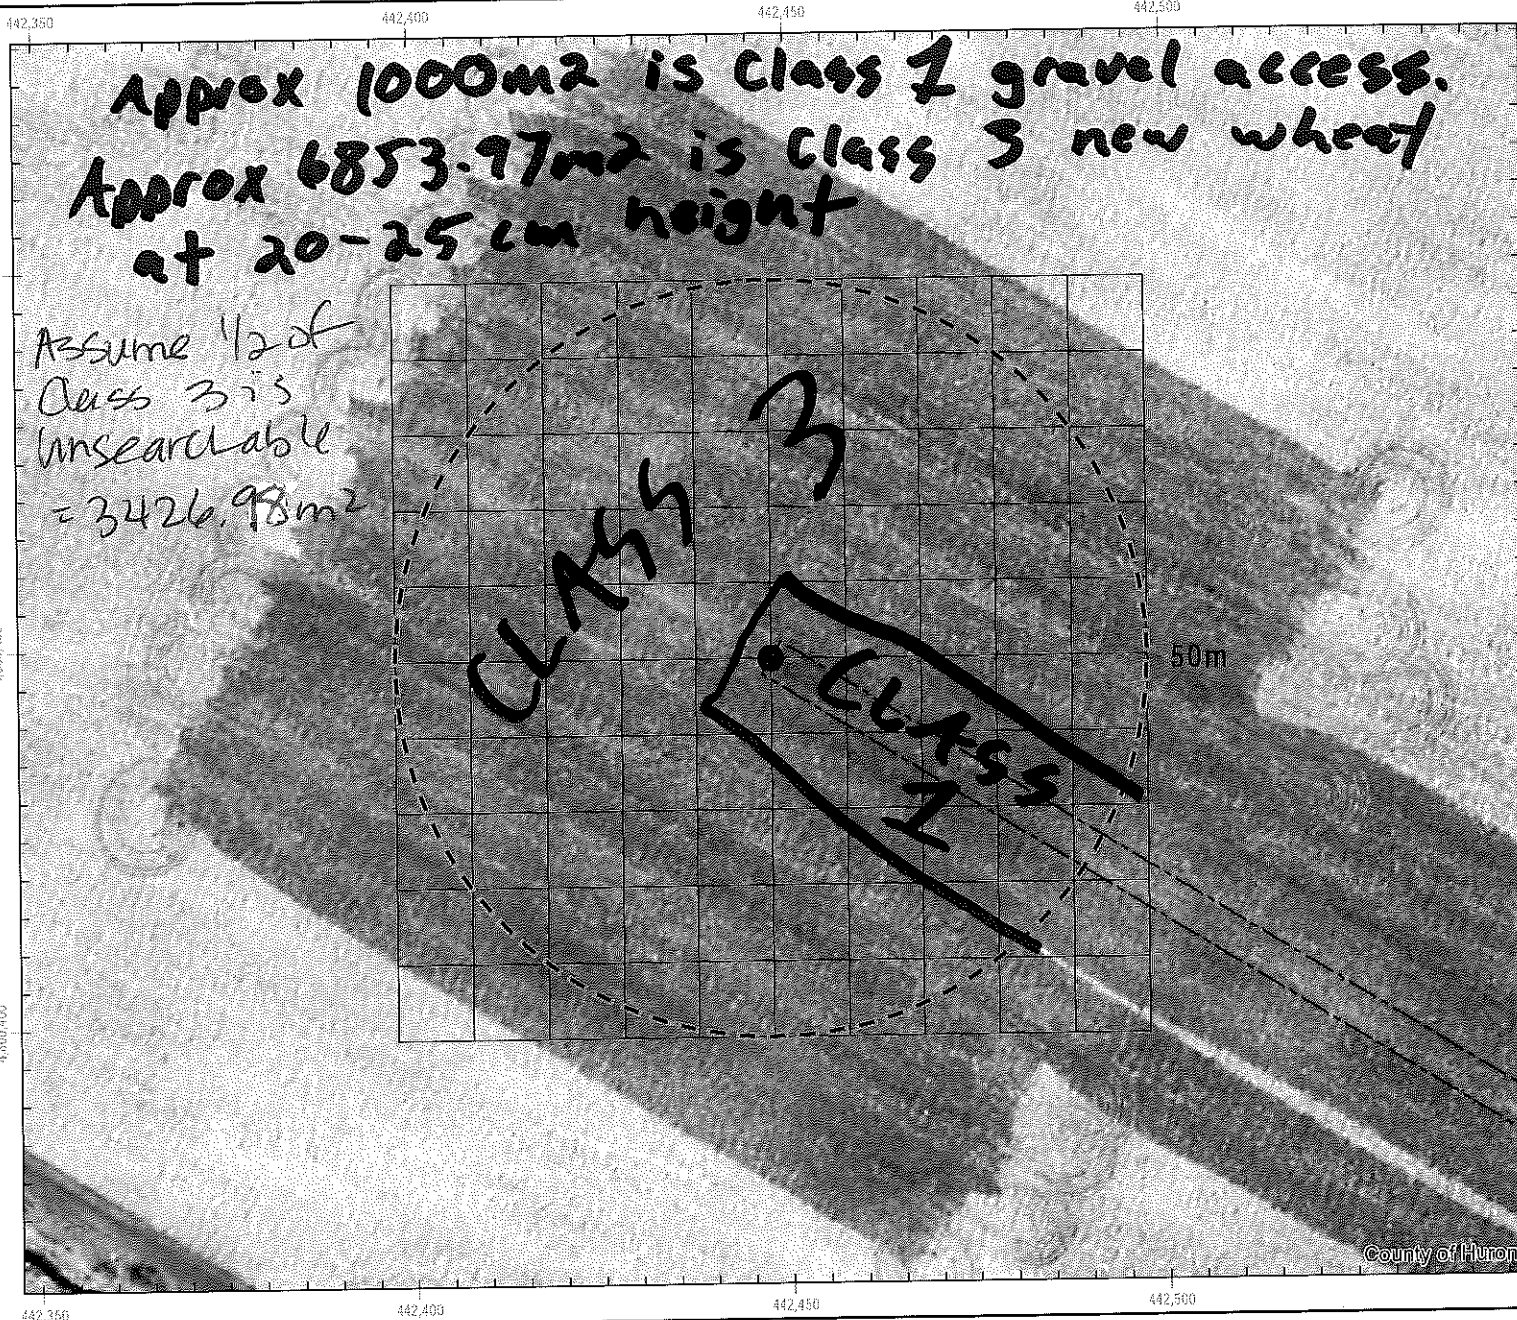 442,350 442,400 442,450 442,500
Approx 1000m2 is Class 1 gravel access.
Approx 6853.97m2 is Class 3 new wheat
at 20-25 cm height
Assume 1/2 of
Class 3 is
unsearchable
= 3426.98m2
CLASS 3
CLASS 1
50m
County of Huron
442,350 442,400 442,450 442,500